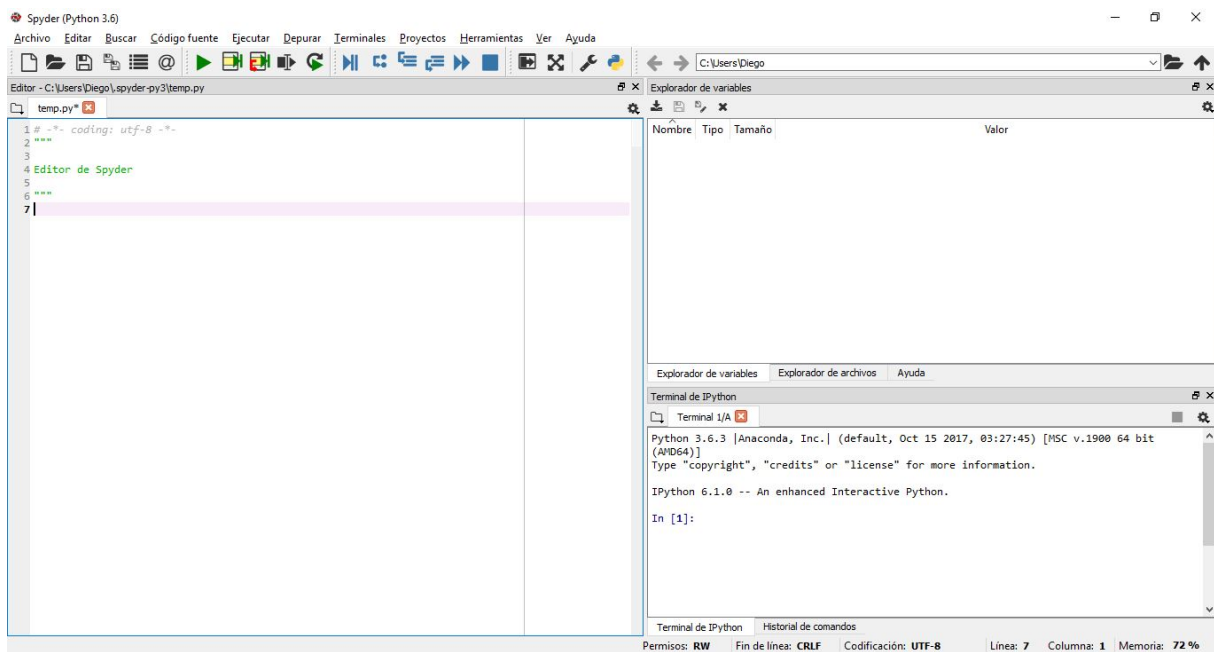 Spyder (Python 3.6)
Archivo Editar Buscar Código fuente Ejecutar Depurar Terminales Proyectos Herramientas Ver Ayuda
C:\Users\Diego
Editor - C:\Users\Diego\.spyder-py3\temp.py
temp.py*
1 # -*- coding: utf-8 -*-
2 """
3
4 Editor de Spyder
5
6 """
7
Explorador de variables
Nombre Tipo Tamaño Valor
Explorador de variables Explorador de archivos Ayuda
Terminal de IPython
Terminal 1/A
Python 3.6.3 |Anaconda, Inc.| (default, Oct 15 2017, 03:27:45) [MSC v.1900 64 bit
(AMD64)]
Type "copyright", "credits" or "license" for more information.
IPython 6.1.0 -- An enhanced Interactive Python.
In [1]:
Terminal de IPython Historial de comandos
Permisos: RW Fin de línea: CRLF Codificación: UTF-8 Línea: 7 Columna: 1 Memoria: 72 %